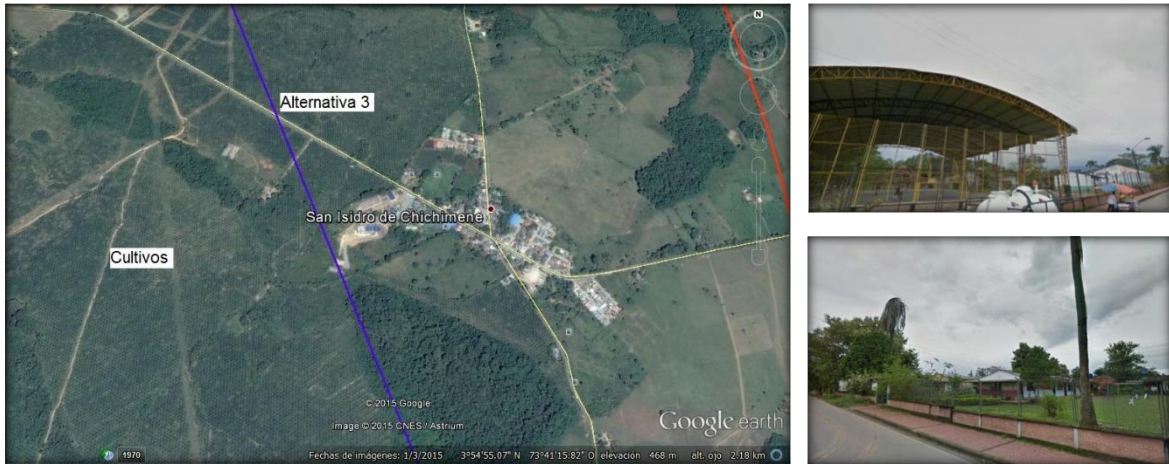 N
Alternativa 3
San Isidro de Chichimene
Cultivos
© 2015 Google
Image © 2015 CNES / Astrium
Google earth
1970
Fechas de imágenes: 1/3/2015 3°54'55.07" N 73°41'15.82" O elevación 468 m alt. ojo 2.18 km